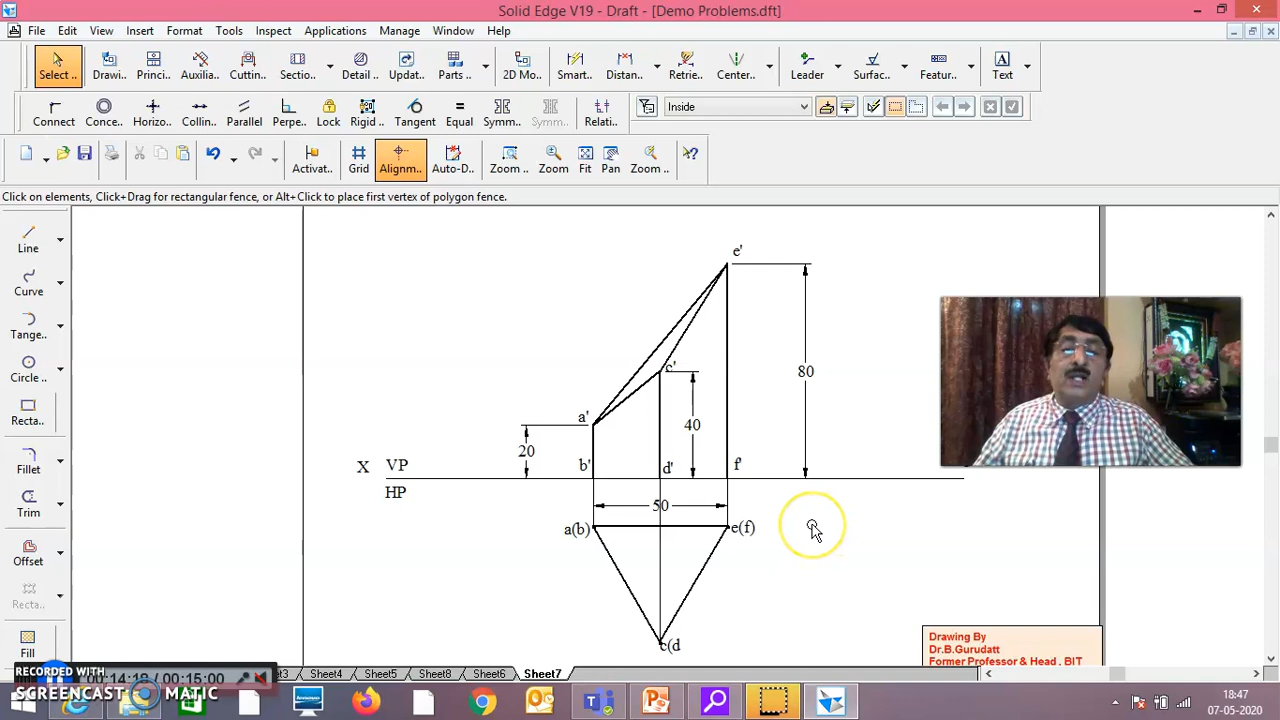 Solid Edge V19 - Draft - [Demo Problems.dft]
File Edit View Insert Format Tools Inspect Applications Manage Window Help
Select .. Drawi.. Princi.. Auxilia.. Cuttin.. Sectio.. Detail .. Updat.. Parts .. 2D Mo.. Smart.. Distan.. Retrie.. Center.. Leader Surfac.. Featur.. Text
Connect Conce.. Horizo.. Collin.. Parallel Perpe.. Lock Rigid .. Tangent Equal Symm.. Symm.. Relati.. Inside
Activat.. Grid Alignm.. Auto-D.. Zoom .. Zoom Fit Pan Zoom ..
Click on elements, Click+Drag for rectangular fence, or Alt+Click to place first vertex of polygon fence.
Line
Curve
Tange..
Circle ..
Recta..
Fillet
Trim
Offset
Recta..
Fill
e'
c'
80
a'
40
20
X VP b' d' f'
HP
50
a(b) e(f)
c(d
Drawing By
Dr.B.Gurudatt
Former Professor & Head , BIT
RECORDED WITH
SCREENCAST MATIC
00:14:19 / 00:15:00
Sheet4 Sheet5 Sheet8 Sheet6 Sheet7
18:47
07-05-2020